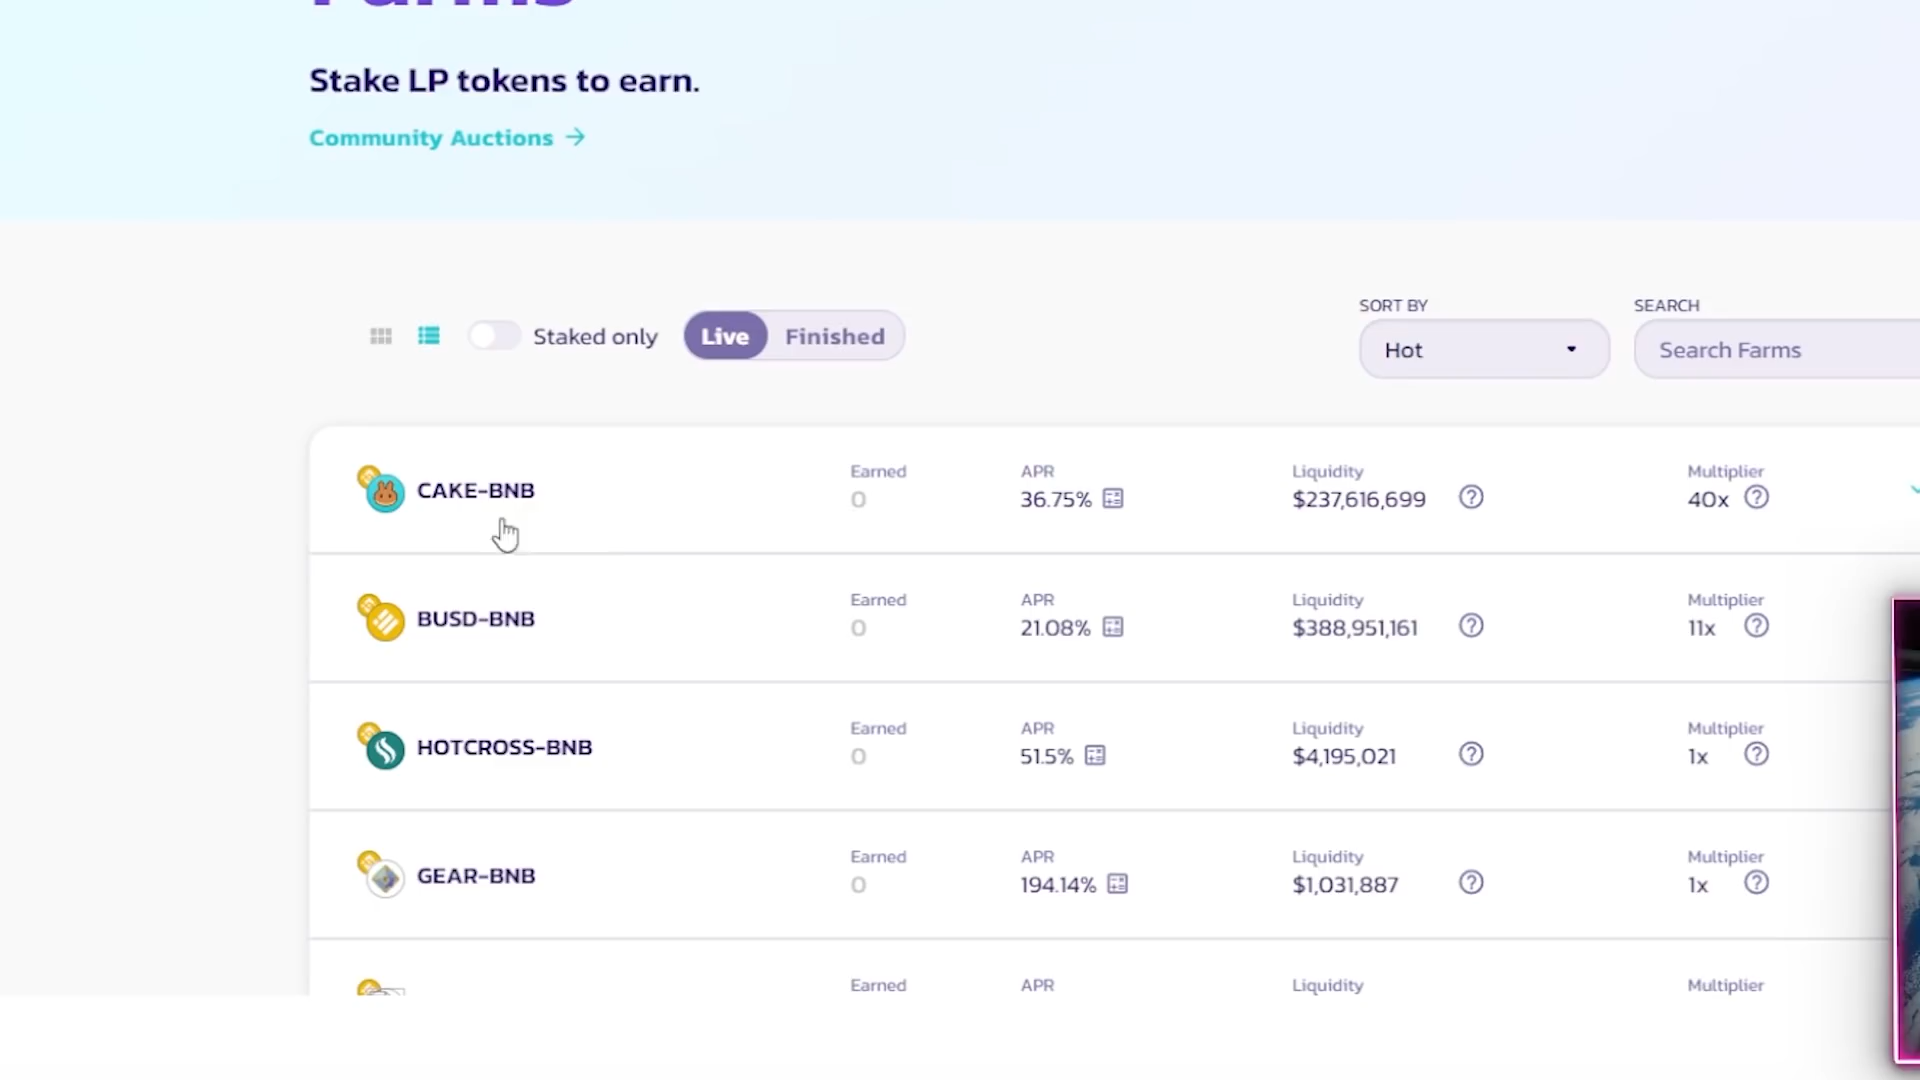 Farms
Stake LP tokens to earn.
Community Auctions →
Staked only
Live
Finished
SORT BY
Hot
SEARCH
Search Farms
CAKE-BNB
Earned
0
APR
36.75%
Liquidity
$237,616,699
Multiplier
40x
BUSD-BNB
Earned
0
APR
21.08%
Liquidity
$388,951,161
Multiplier
11x
HOTCROSS-BNB
Earned
0
APR
51.5%
Liquidity
$4,195,021
Multiplier
1x
GEAR-BNB
Earned
0
APR
194.14%
Liquidity
$1,031,887
Multiplier
1x
Earned
APR
Liquidity
Multiplier